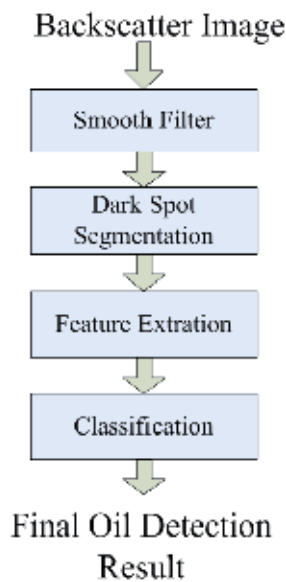 Backscatter Image
Smooth Filter
Dark Spot
Segmentation
Feature Extration
Classification
Final Oil Detection
Result